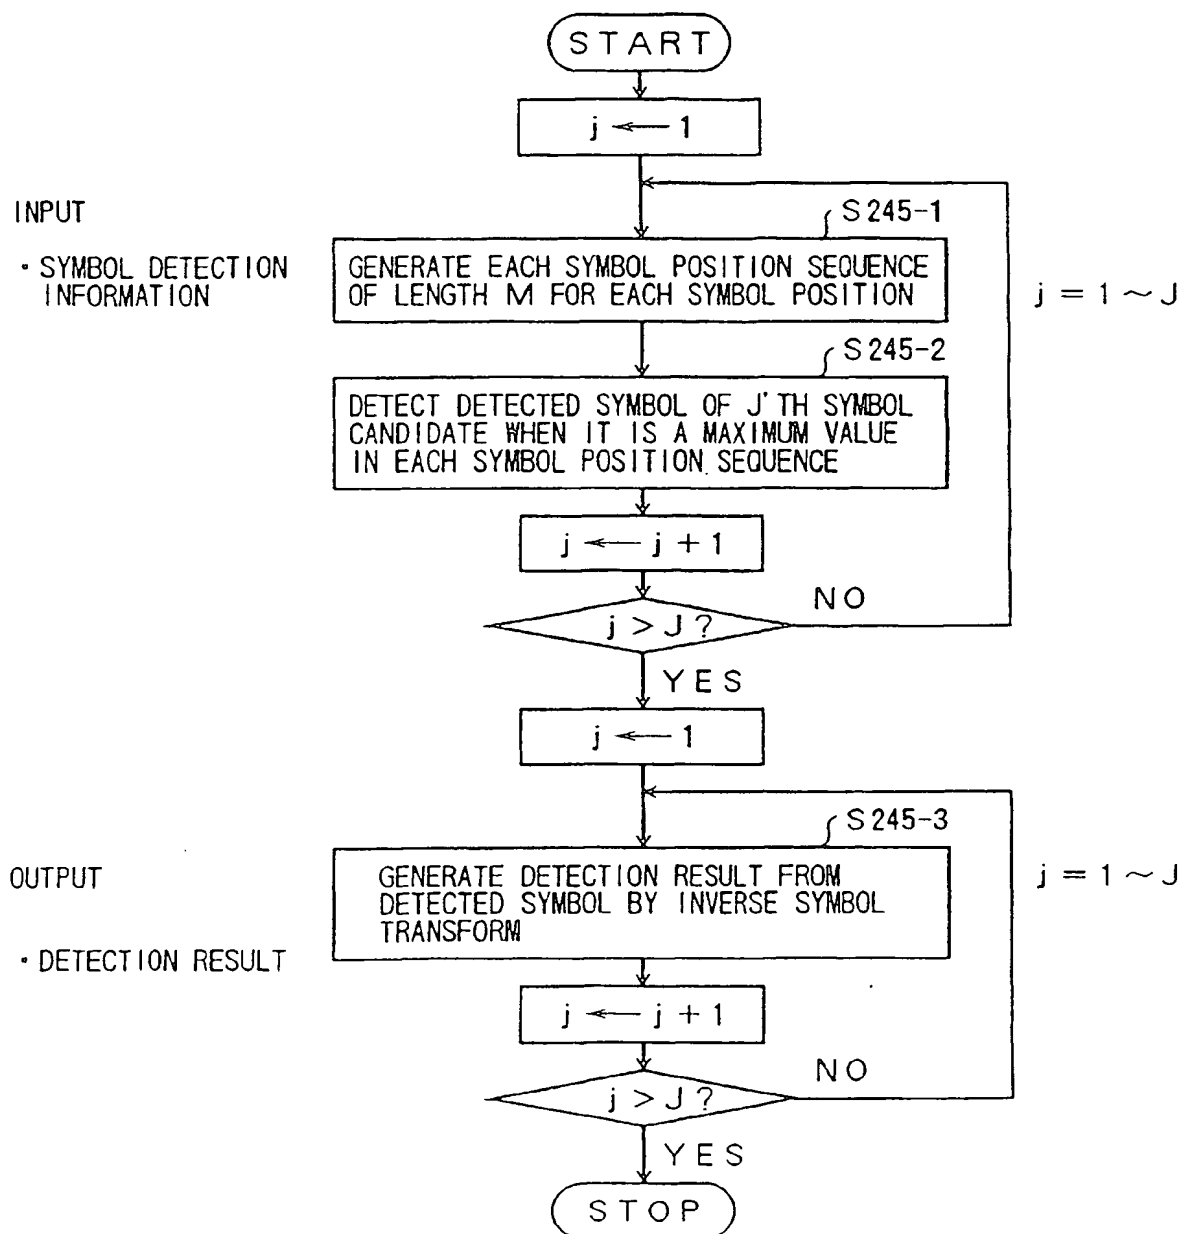 START
j ← 1
INPUT
・SYMBOL DETECTION
INFORMATION
S245-1
GENERATE EACH SYMBOL POSITION SEQUENCE
OF LENGTH M FOR EACH SYMBOL POSITION
j = 1 ~ J
S245-2
DETECT DETECTED SYMBOL OF J'TH SYMBOL
CANDIDATE WHEN IT IS A MAXIMUM VALUE
IN EACH SYMBOL POSITION SEQUENCE
j ← j + 1
j > J ?
NO
YES
j ← 1
S245-3
OUTPUT
・DETECTION RESULT
GENERATE DETECTION RESULT FROM
DETECTED SYMBOL BY INVERSE SYMBOL
TRANSFORM
j = 1 ~ J
j ← j + 1
j > J ?
NO
YES
STOP